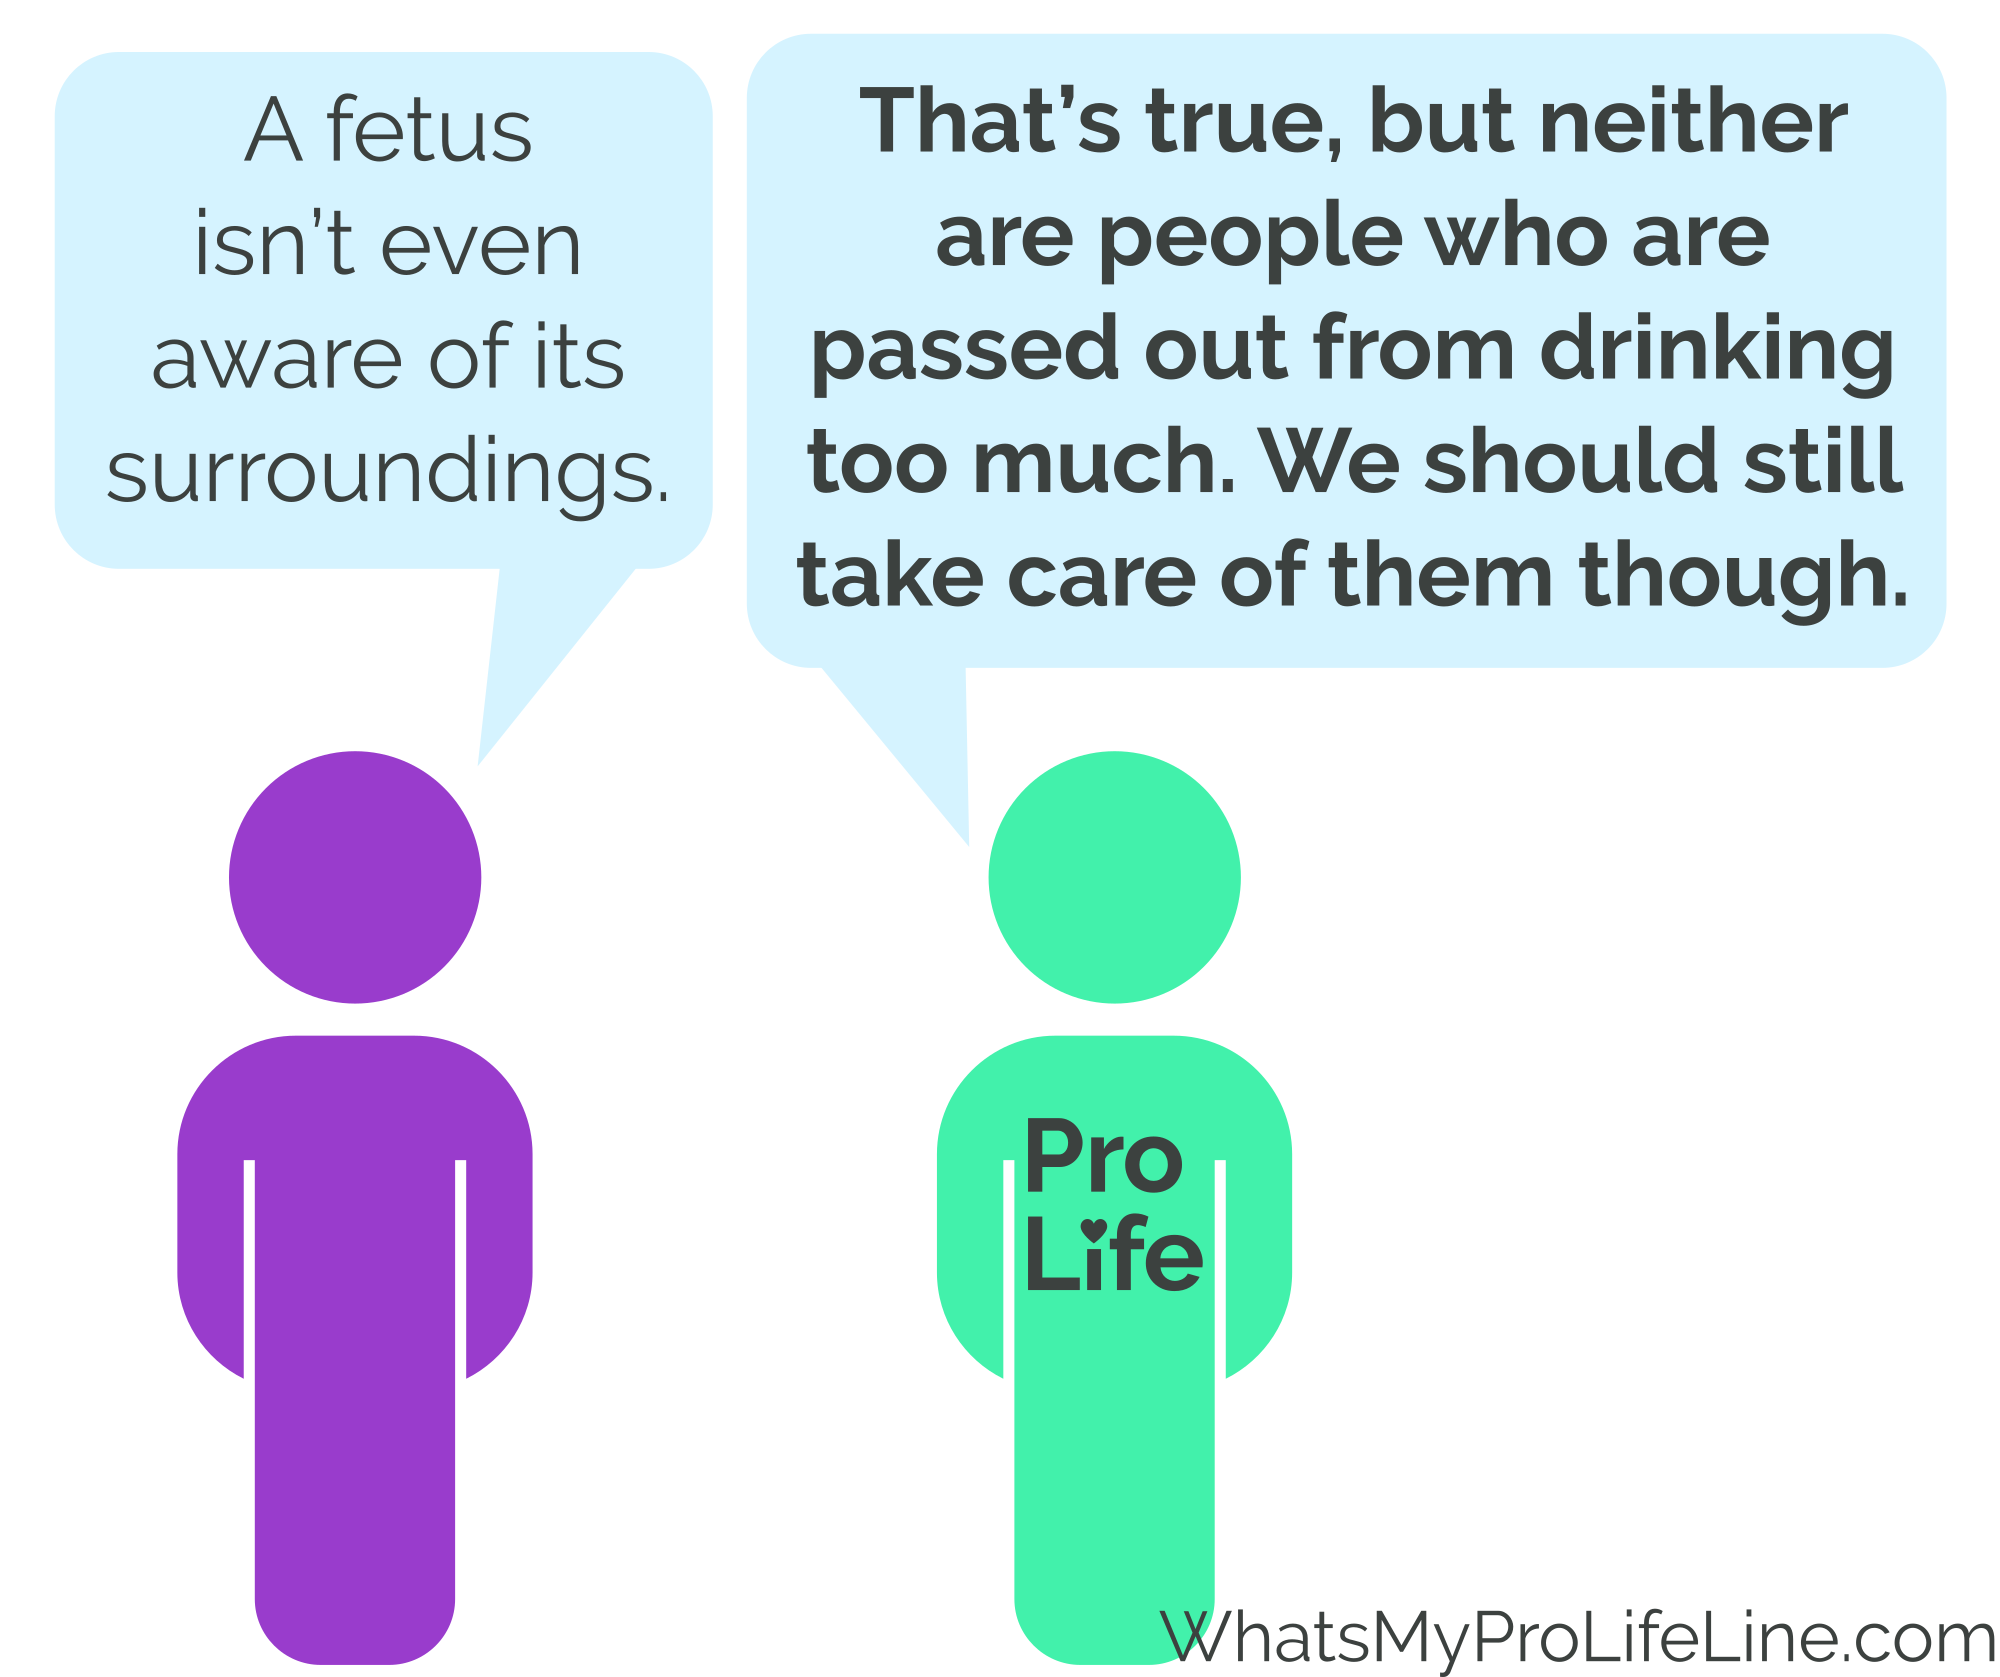 A fetus
isn’t even
aware of its
surroundings.
That’s true, but neither
are people who are
passed out from drinking
too much. We should still
take care of them though.
Pro
Life
WhatsMyProLifeLine.com